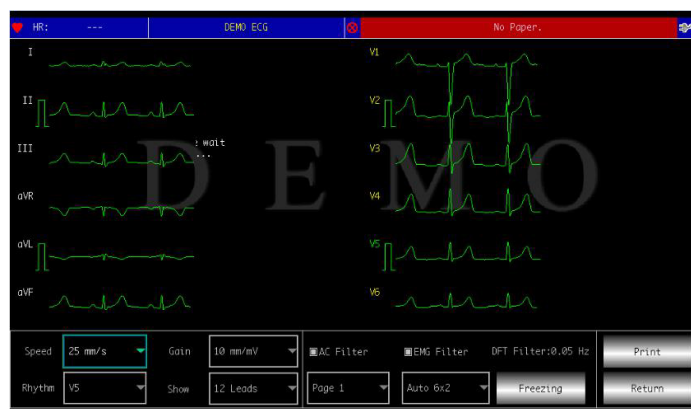 HR: --- DEMO ECG No Paper.
I V1
II V2
: wait
III ... V3
DEMO
aVR V4
aVL V5
aVF V6
Speed 25 mm/s Gain 10 mm/mV AC Filter EMG Filter DFT Filter:0.05 Hz Print
Rhythm V5 Show 12 Leads Page 1 Auto 6x2 Freezing Return